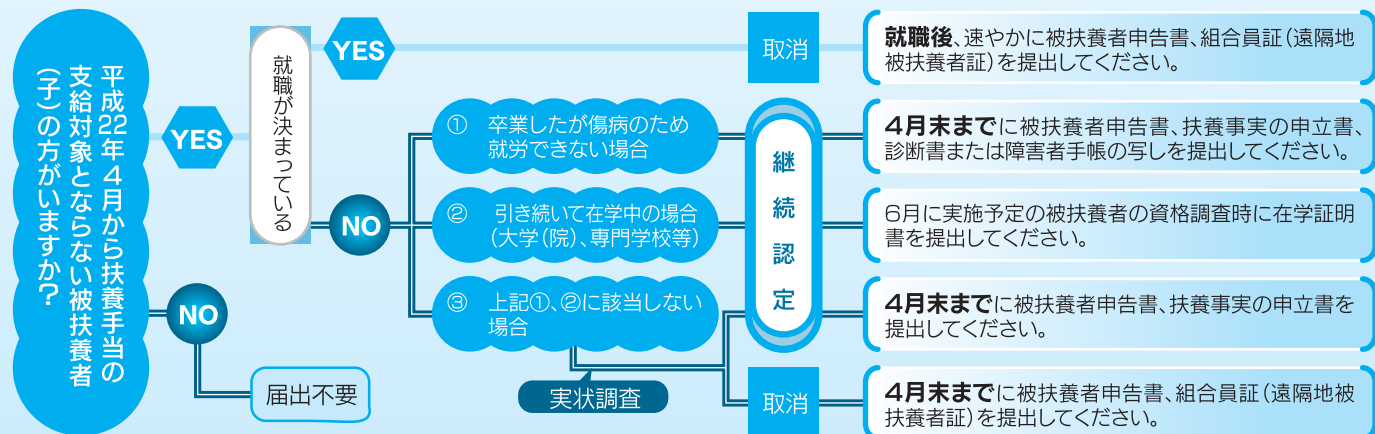 平成22年4月から扶養手当の
支給対象とならない被扶養者
(子)の方がいますか?
YES
NO
届出不要
就職が決まっている
YES
NO
① 卒業したが傷病のため
就労できない場合
② 引き続いて在学中の場合
(大学(院)、専門学校等)
③ 上記①、②に該当しない
場合
実状調査
取消
継続認定
取消
就職後、速やかに被扶養者申告書、組合員証(遠隔地
被扶養者証)を提出してください。
4月末までに被扶養者申告書、扶養事実の申立書、
診断書または障害者手帳の写しを提出してください。
6月に実施予定の被扶養者の資格調査時に在学証明
書を提出してください。
4月末までに被扶養者申告書、扶養事実の申立書を
提出してください。
4月末までに被扶養者申告書、組合員証(遠隔地被
扶養者証)を提出してください。